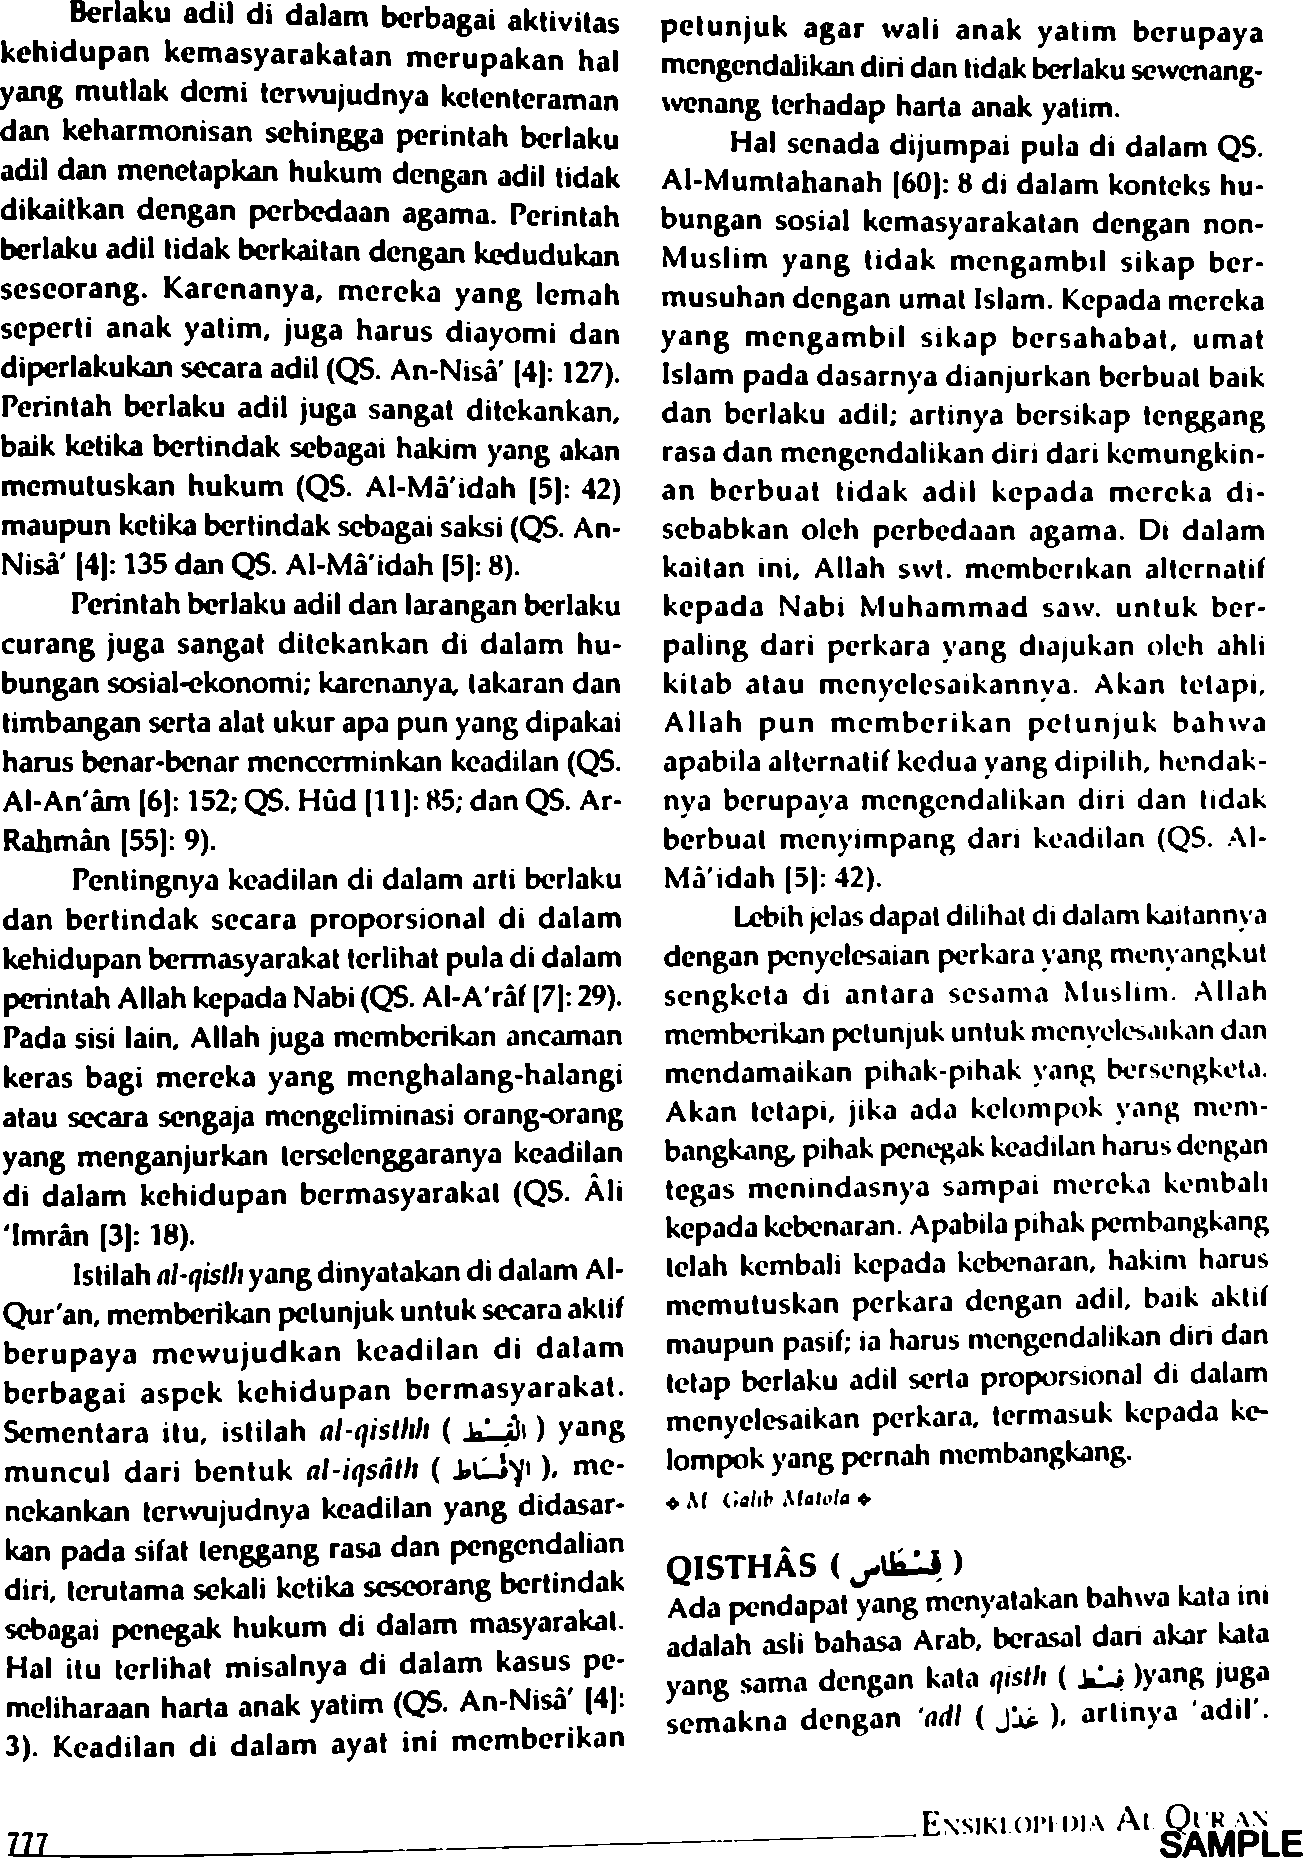 Berlaku adil di dalam berbagai aktivitas
kehidupan kemasyarakatan merupakan hal
yang mutlak demi terwujudnya ketenteraman
dan keharmonisan sehingga perintah berlaku
adil dan menetapkan hukum dengan adil tidak
dikaitkan dengan perbedaan agama. Perintah
berlaku adil tidak berkaitan dengan kedudukan
seseorang. Karenanya, mereka yang lemah
seperti anak yatim, juga harus diayomi dan
diperlakukan secara adil (QS. An-Nisâ' [4]: 127).
Perintah berlaku adil juga sangat ditekankan,
baik ketika bertindak sebagai hakim yang akan
memutuskan hukum (QS. Al-Mâ'idah [5]: 42)
maupun ketika bertindak sebagai saksi (QS. An-
Nisâ' [4]: 135 dan QS. Al-Mâ'idah [5]: 8).
Perintah berlaku adil dan larangan berlaku
curang juga sangat ditekankan di dalam hu-
bungan sosial-ekonomi; karenanya, takaran dan
timbangan serta alat ukur apa pun yang dipakai
harus benar-benar mencerminkan keadilan (QS.
Al-An'âm [6]: 152; QS. Hûd [11]: 85; dan QS. Ar-
Rahmân [55]: 9).
Pentingnya keadilan di dalam arti berlaku
dan bertindak secara proporsional di dalam
kehidupan bermasyarakat terlihat pula di dalam
perintah Allah kepada Nabi (QS. Al-A'râf [7]: 29).
Pada sisi lain, Allah juga memberikan ancaman
keras bagi mereka yang menghalang-halangi
atau secara sengaja mengeliminasi orang-orang
yang menganjurkan terselenggaranya keadilan
di dalam kehidupan bermasyarakat (QS. Âli
'Imrân [3]: 18).
Istilah al-qisth yang dinyatakan di dalam Al-
Qur'an, memberikan petunjuk untuk secara aktif
berupaya mewujudkan keadilan di dalam
berbagai aspek kehidupan bermasyarakat.
Sementara itu, istilah al-qisthh ( الْقِسْط ) yang
muncul dari bentuk al-iqsâth ( الإِقْسَاط ), me-
nekankan terwujudnya keadilan yang didasar-
kan pada sifat tenggang rasa dan pengendalian
diri, terutama sekali ketika seseorang bertindak
sebagai penegak hukum di dalam masyarakat.
Hal itu terlihat misalnya di dalam kasus pe-
meliharaan harta anak yatim (QS. An-Nisâ' [4]:
3). Keadilan di dalam ayat ini memberikan
petunjuk agar wali anak yatim berupaya
mengendalikan diri dan tidak berlaku sewenang-
wenang terhadap harta anak yatim.
Hal senada dijumpai pula di dalam QS.
Al-Mumtahanah [60]: 8 di dalam konteks hu-
bungan sosial kemasyarakatan dengan non-
Muslim yang tidak mengambil sikap ber-
musuhan dengan umat Islam. Kepada mereka
yang mengambil sikap bersahabat, umat
Islam pada dasarnya dianjurkan berbuat baik
dan berlaku adil; artinya bersikap tenggang
rasa dan mengendalikan diri dari kemungkin-
an berbuat tidak adil kepada mereka di-
sebabkan oleh perbedaan agama. Di dalam
kaitan ini, Allah swt. memberikan alternatif
kepada Nabi Muhammad saw. untuk ber-
paling dari perkara yang diajukan oleh ahli
kitab atau menyelesaikannya. Akan tetapi,
Allah pun memberikan petunjuk bahwa
apabila alternatif kedua yang dipilih, hendak-
nya berupaya mengendalikan diri dan tidak
berbuat menyimpang dari keadilan (QS. Al-
Mâ'idah [5]: 42).
Lebih jelas dapat dilihat di dalam kaitannya
dengan penyelesaian perkara yang menyangkut
sengketa di antara sesama Muslim. Allah
memberikan petunjuk untuk menyelesaikan dan
mendamaikan pihak-pihak yang bersengketa.
Akan tetapi, jika ada kelompok yang mem-
bangkang, pihak penegak keadilan harus dengan
tegas menindasnya sampai mereka kembali
kepada kebenaran. Apabila pihak pembangkang
telah kembali kepada kebenaran, hakim harus
memutuskan perkara dengan adil, baik aktif
maupun pasif; ia harus mengendalikan diri dan
tetap berlaku adil serta proporsional di dalam
menyelesaikan perkara, termasuk kepada ke-
lompok yang pernah membangkang.
❖ M Galib Matola ❖
QISTHÂS ( قِسْطَاس )
Ada pendapat yang menyatakan bahwa kata ini
adalah asli bahasa Arab, berasal dari akar kata
yang sama dengan kata qisth ( قِسْط )yang juga
semakna dengan 'adl ( عَدْل ), artinya 'adil'.
777
ENSIKLOPEDIA AL QUR'AN
SAMPLE